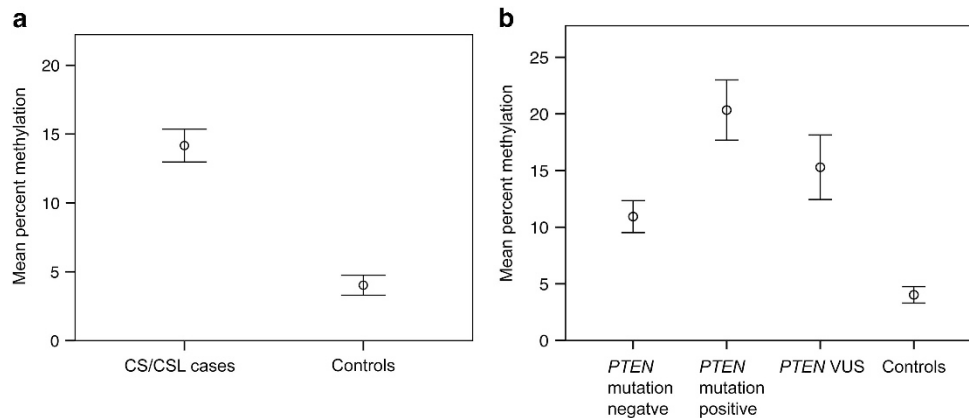 a
Mean percent methylation
20
15
10
5
0
CS/CSL cases
Controls
b
Mean percent methylation
25
20
15
10
5
0
PTEN
mutation
negatve
PTEN
mutation
positive
PTEN VUS
Controls